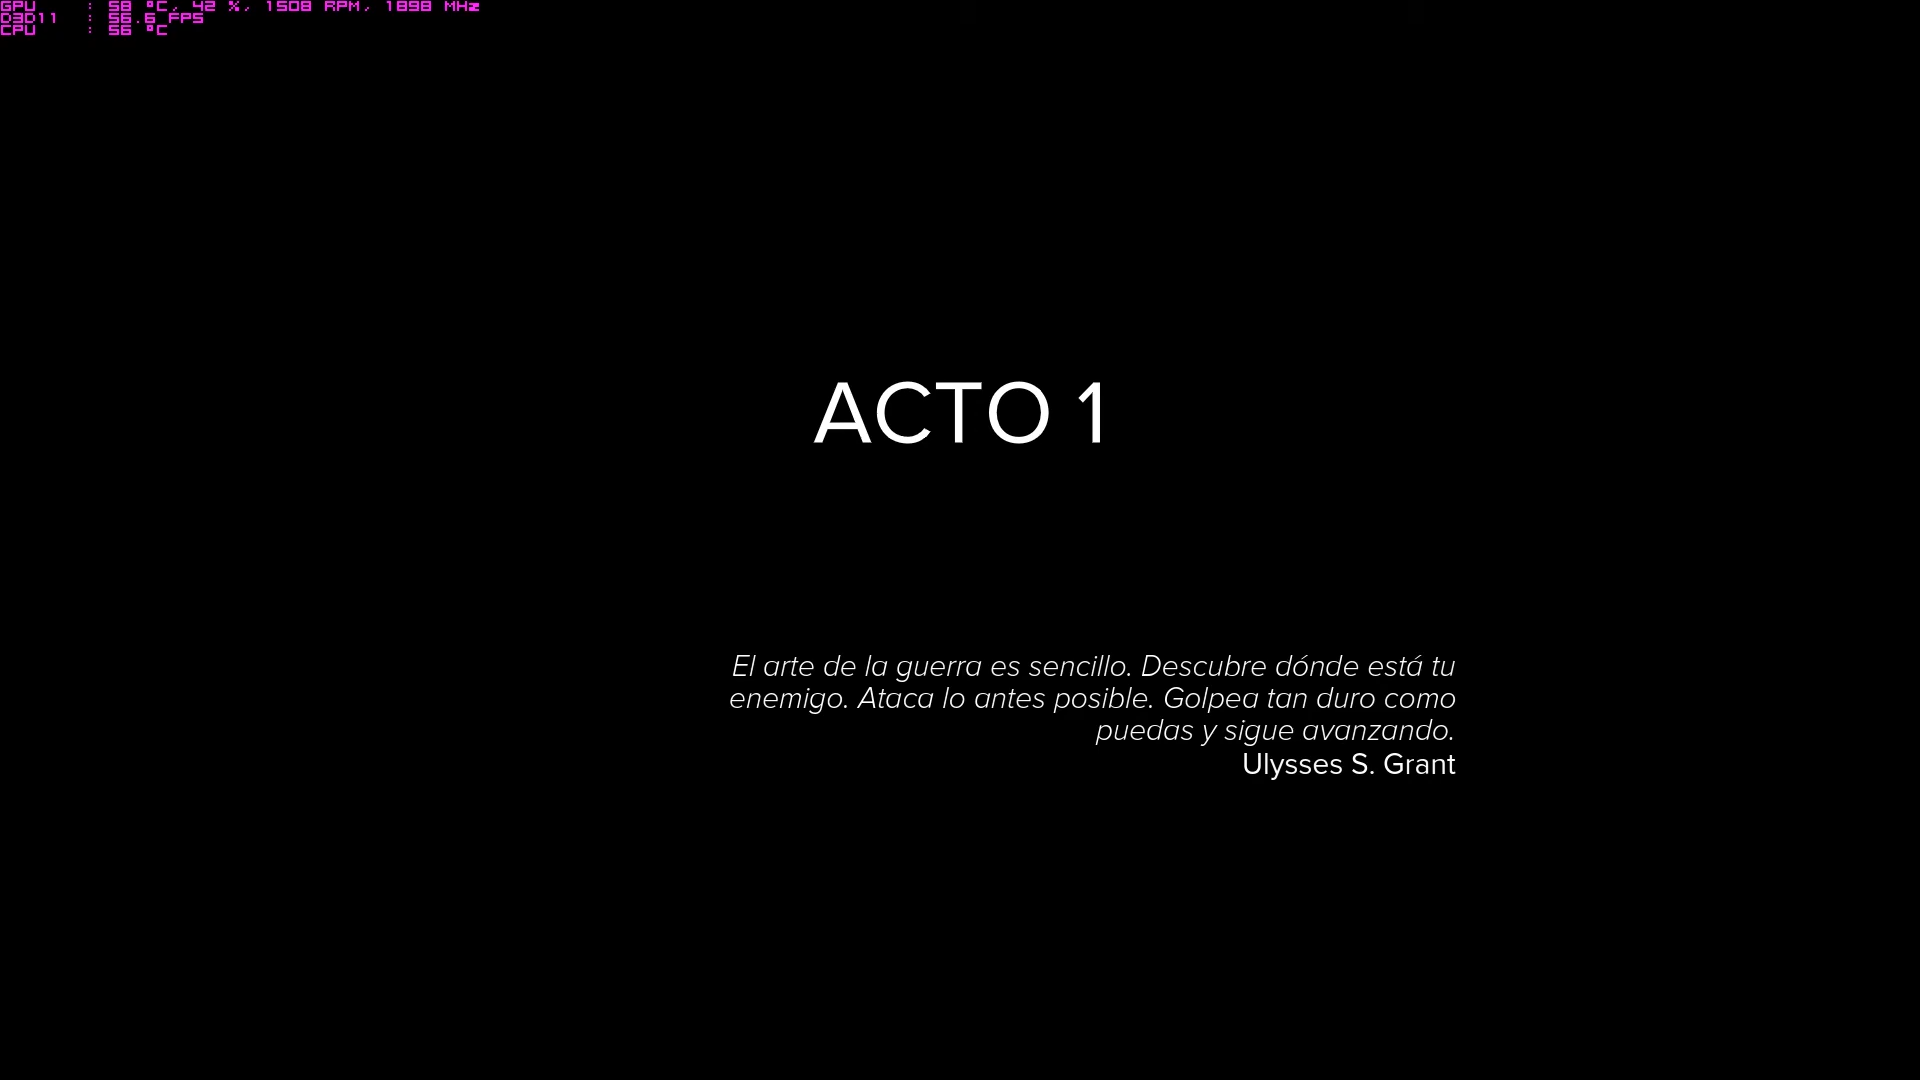 GPU : 58 °C, 42 %, 1508 RPM, 1898 MHz
D3D11 : 56.6 FPS
CPU : 56 °C
ACTO 1
El arte de la guerra es sencillo. Descubre dónde está tu
enemigo. Ataca lo antes posible. Golpea tan duro como
puedas y sigue avanzando.
Ulysses S. Grant